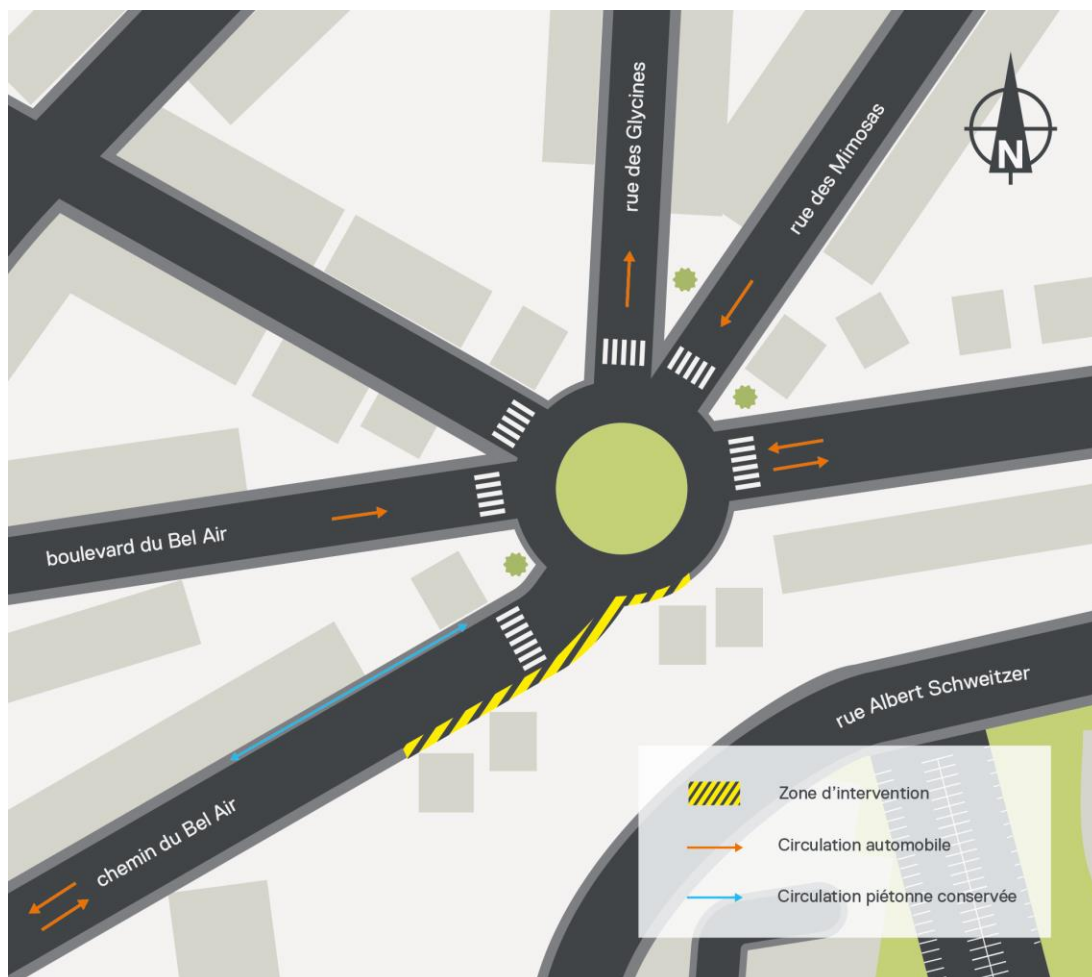 rue des Glycines
rue des Mimosas
N
boulevard du Bel Air
rue Albert Schweitzer
chemin du Bel Air
Zone d'intervention
Circulation automobile
Circulation piétonne conservée